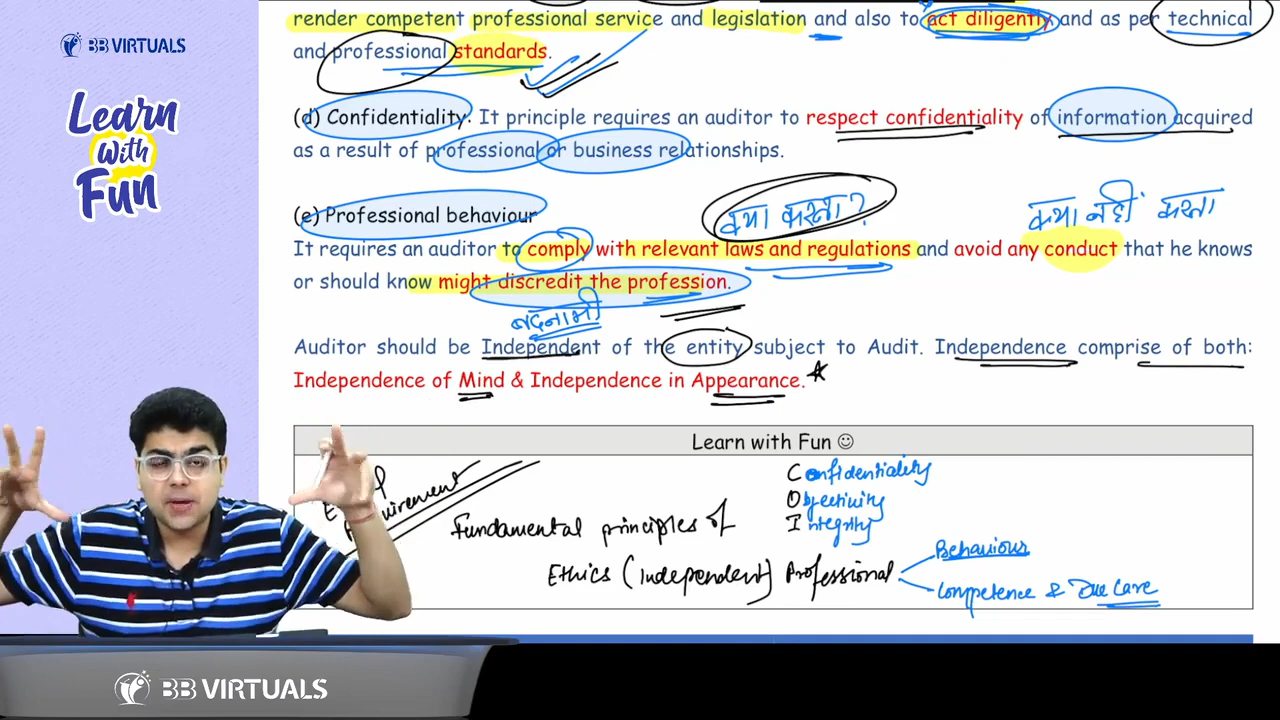 render competent professional service and legislation and also to act diligently and as per technical
and professional standards.
BB VIRTUALS
Learn
With
Fun
(d) Confidentiality. It principle requires an auditor to respect confidentiality of information acquired
as a result of professional or business relationships.
क्या करना?
क्या नहीं करना
(e) Professional behaviour
It requires an auditor to comply with relevant laws and regulations and avoid any conduct that he knows
or should know might discredit the profession.
बदनामी
Auditor should be Independent of the entity subject to Audit. Independence comprise of both:
Independence of Mind & Independence in Appearance.
Learn with Fun ☺
Fundamental principles of
Ethics (Independent) Professional
Confidentiality
Objectivity
Integrity
Behaviour
Competence & Due Care
BB VIRTUALS